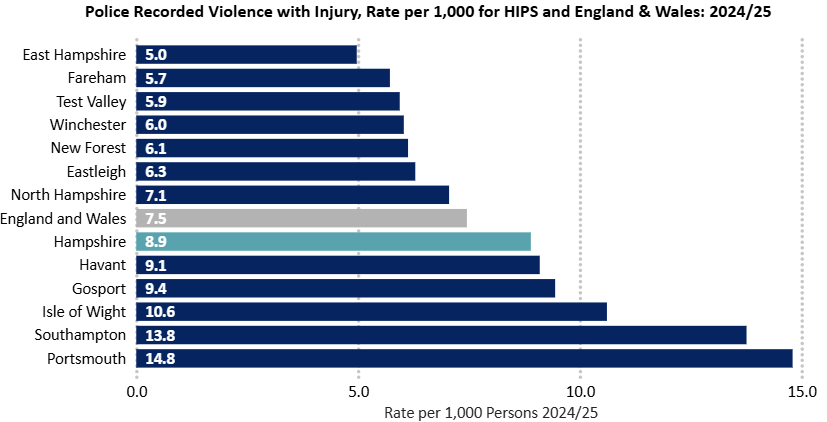 Police Recorded Violence with Injury, Rate per 1,000 for HIPS and England & Wales: 2024/25
East Hampshire 5.0
Fareham 5.7
Test Valley 5.9
Winchester 6.0
New Forest 6.1
Eastleigh 6.3
North Hampshire 7.1
England and Wales 7.5
Hampshire 8.9
Havant 9.1
Gosport 9.4
Isle of Wight 10.6
Southampton 13.8
Portsmouth 14.8
0.0 5.0 10.0 15.0
Rate per 1,000 Persons 2024/25